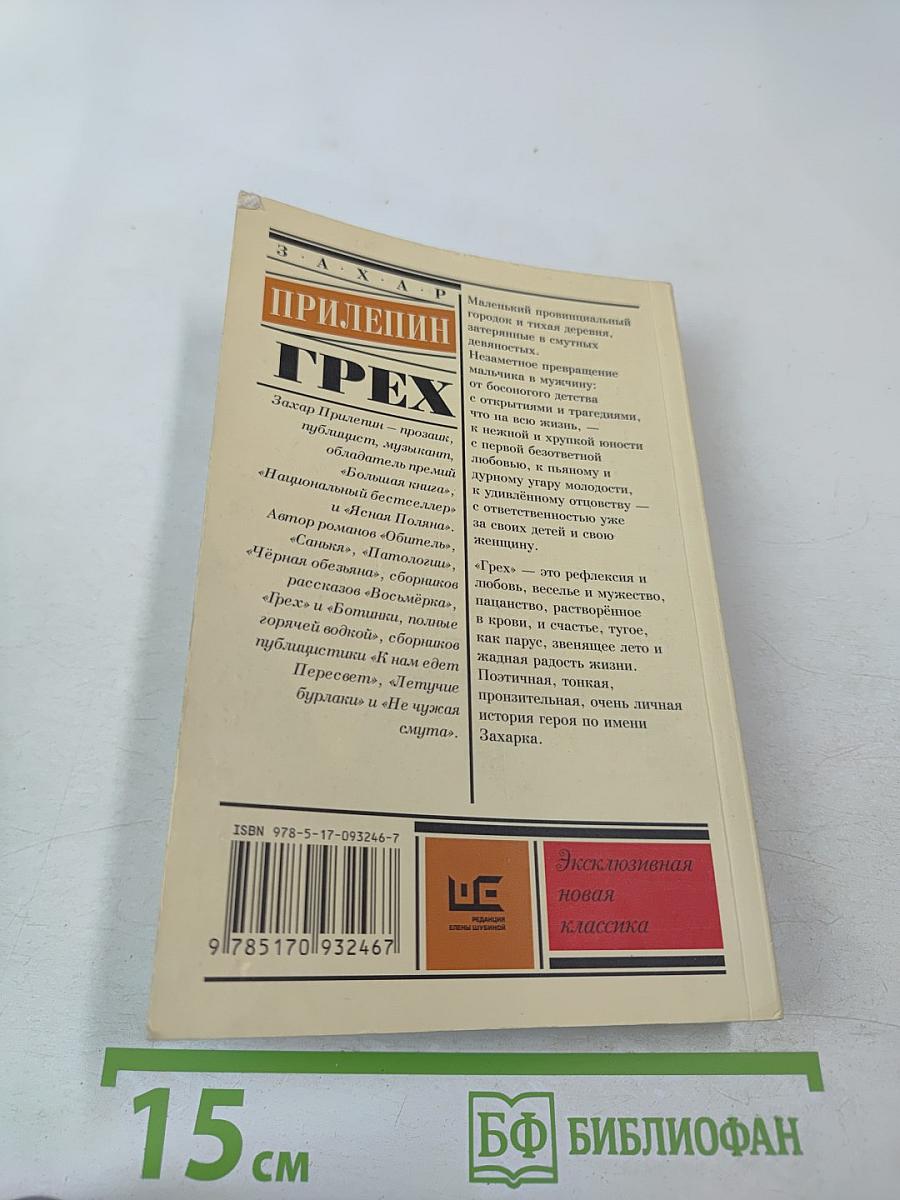 З·А·Х·А·Р
ПРИЛЕПИН
ГРЕХ
Захар Прилепин – прозаик,
публицист, музыкант,
обладатель премий
«Большая книга»,
«Национальный бестселлер»
и «Ясная Поляна».
Автор романов «Обитель»,
«Санькя», «Патологии»,
«Чёрная обезьяна», сборников
рассказов «Восьмёрка»,
«Грех» и «Ботинки, полные
горячей водкой», сборников
публицистики «К нам едет
Пересвет», «Летучие
бурлаки» и «Не чужая
смута».
Маленький провинциальный
городок и тихая деревня,
затерянные в смутных
девяностых.
Незаметное превращение
мальчика в мужчину:
от босоногого детства
с открытиями и трагедиями,
что на всю жизнь, —
к нежной и хрупкой юности
с первой безответной
любовью, к пьяному и
дурному угару молодости,
к удивлённому отцовству —
с ответственностью уже
за своих детей и свою
женщину.
«Грех» — это рефлексия и
любовь, веселье и мужество,
пацанство, растворённое
в крови, и счастье, тугое,
как парус, звенящее лето и
жадная радость жизни.
Поэтичная, тонкая,
пронзительная, очень личная
история героя по имени
Захарка.
ISBN 978-5-17-093246-7
9 785170 932467
РЕДАКЦИЯ
ЕЛЕНЫ ШУБИНОЙ
Эксклюзивная
новая
классика
15 см
БФ БИБЛИОФАН